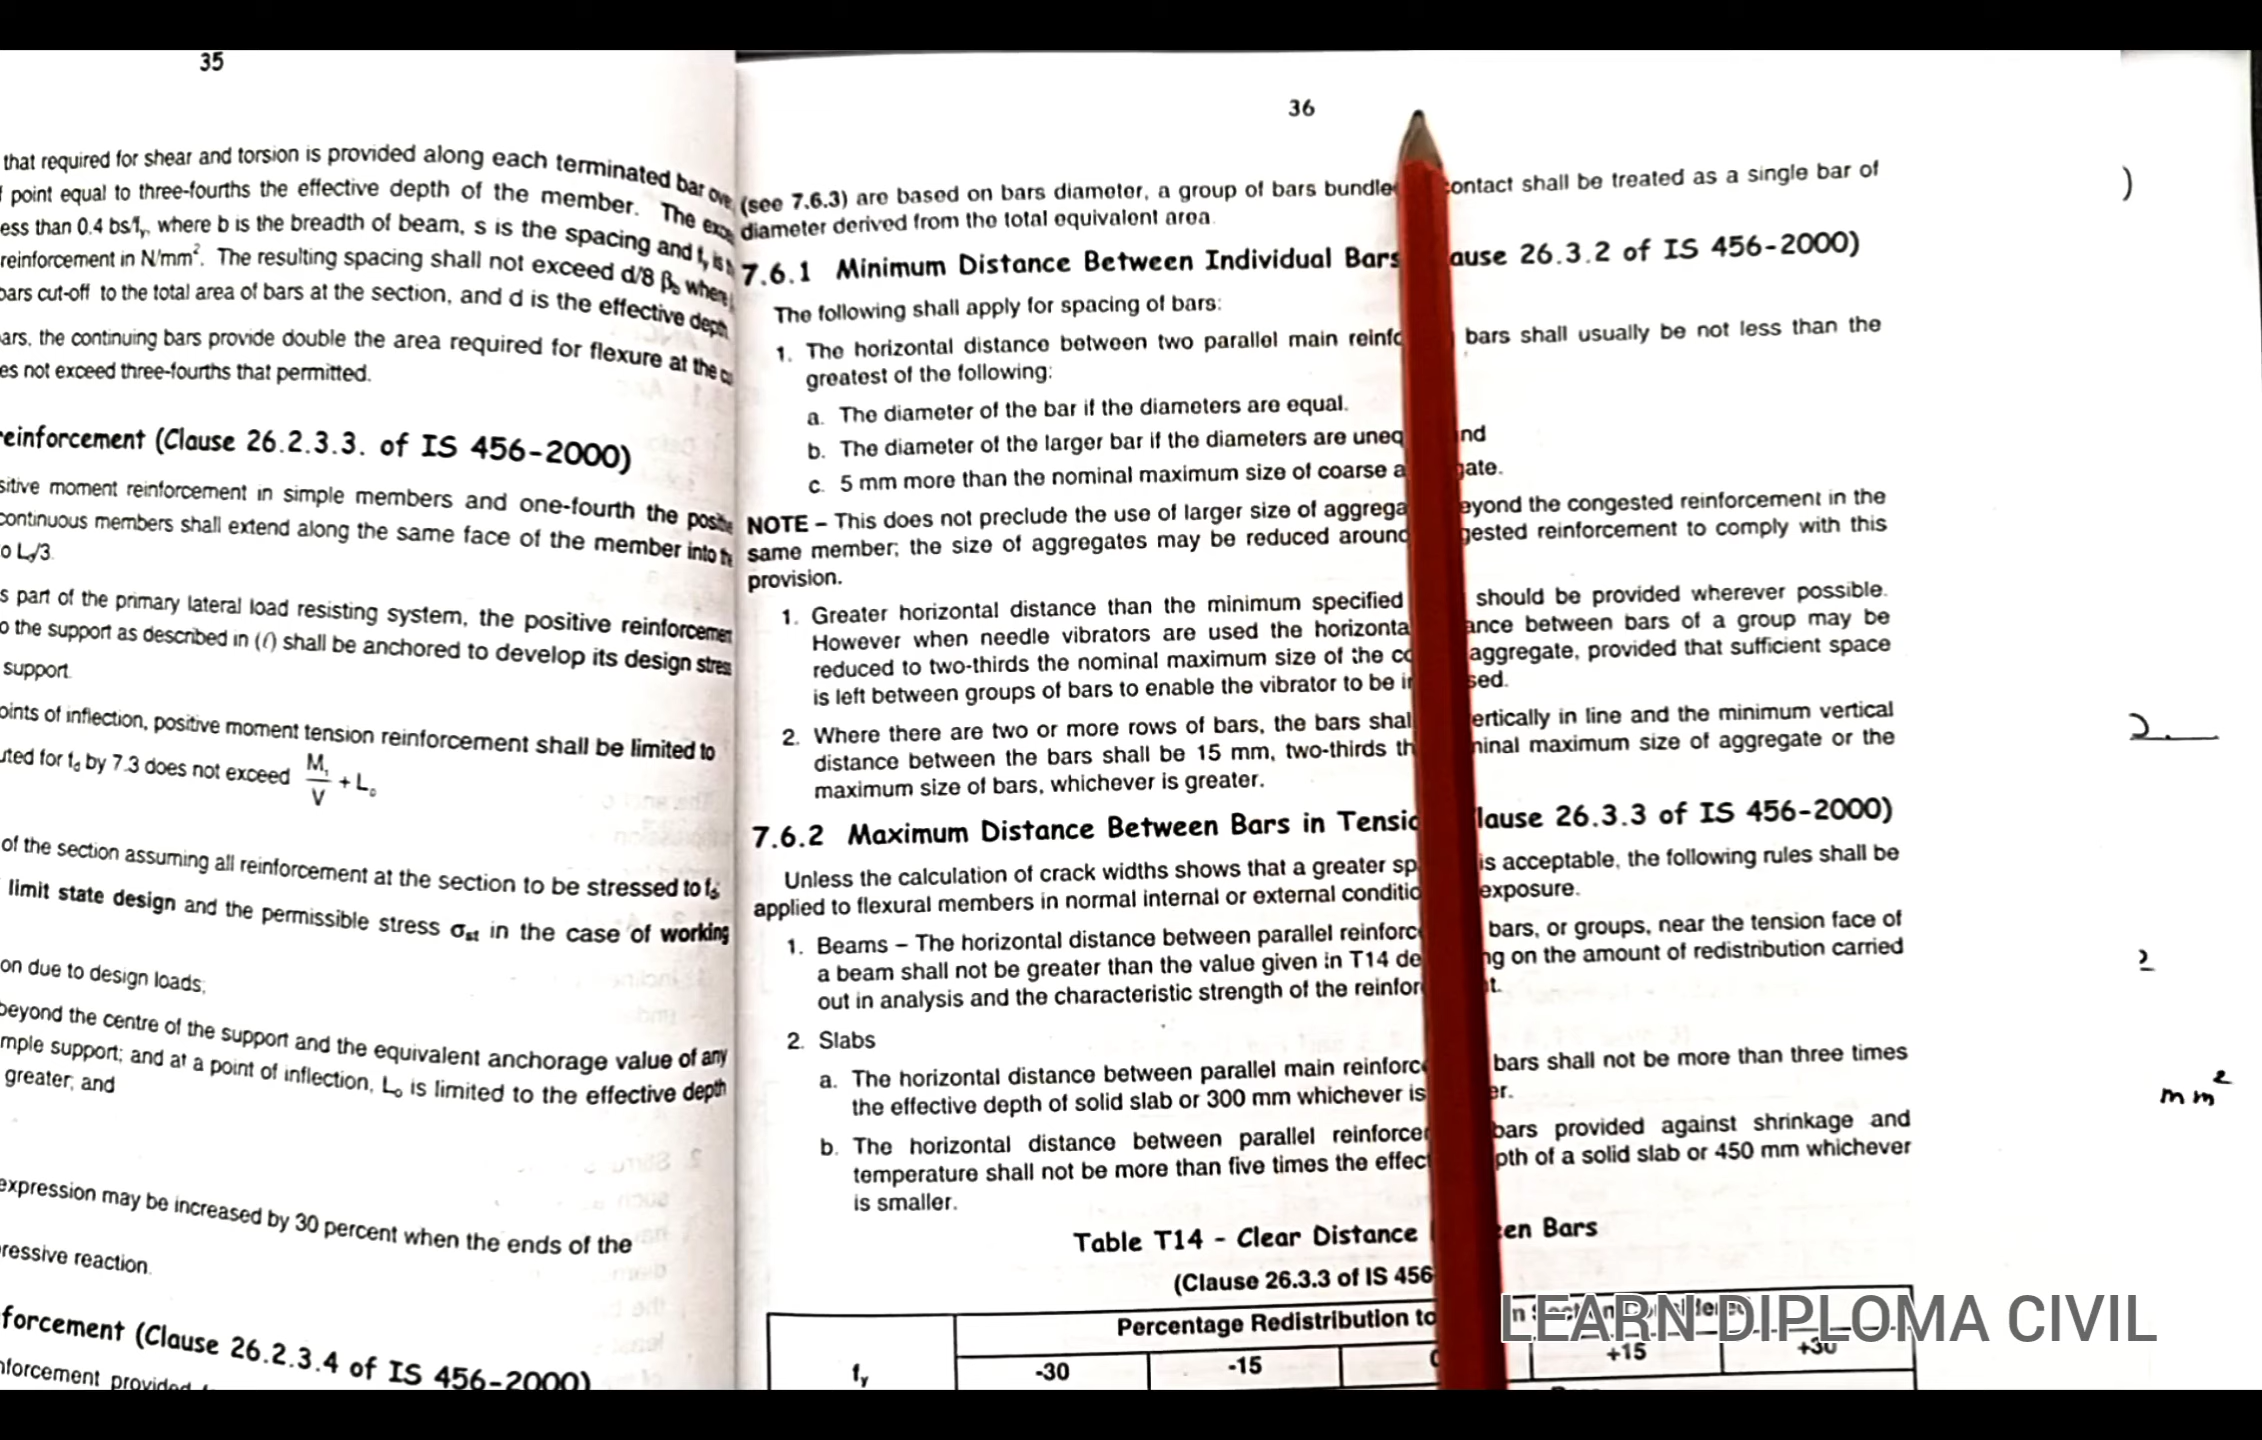 35
that required for shear and torsion is provided along each terminated bar
point equal to three-fourths the effective depth of the member. The
ess than 0.4 bs/fy, where b is the breadth of beam, s is the spacing and fy is
reinforcement in N/mm². The resulting spacing shall not exceed d/8 βb where
bars cut-off to the total area of bars at the section, and d is the effective depth
ars, the continuing bars provide double the area required for flexure at the
es not exceed three-fourths that permitted.
reinforcement (Clause 26.2.3.3. of IS 456-2000)
sitive moment reinforcement in simple members and one-fourth the
continuous members shall extend along the same face of the member into
o Ld/3.
s part of the primary lateral load resisting system, the positive reinforcement
o the support as described in (i) shall be anchored to develop its design stress
support.
oints of inflection, positive moment tension reinforcement shall be limited to
uted for fd by 7.3 does not exceed M₁/V + L₀
of the section assuming all reinforcement at the section to be stressed to fd
limit state design and the permissible stress σst in the case of working
on due to design loads;
beyond the centre of the support and the equivalent anchorage value of any
mple support; and at a point of inflection, L₀ is limited to the effective depth
greater; and
expression may be increased by 30 percent when the ends of the
ressive reaction.
forcement (Clause 26.2.3.4 of IS 456-2000)
nforcement provided
36
(see 7.6.3) are based on bars diameter, a group of bars bundle ontact shall be treated as a single bar of
diameter derived from the total equivalent area.
7.6.1 Minimum Distance Between Individual Bars ause 26.3.2 of IS 456-2000)
The following shall apply for spacing of bars:
1. The horizontal distance between two parallel main reinfo bars shall usually be not less than the
greatest of the following:
a. The diameter of the bar if the diameters are equal.
b. The diameter of the larger bar if the diameters are uneq nd
c. 5 mm more than the nominal maximum size of coarse a gate.
NOTE – This does not preclude the use of larger size of aggrega eyond the congested reinforcement in the
same member; the size of aggregates may be reduced around gested reinforcement to comply with this
provision.
1. Greater horizontal distance than the minimum specified should be provided wherever possible.
However when needle vibrators are used the horizonta ance between bars of a group may be
reduced to two-thirds the nominal maximum size of the co aggregate, provided that sufficient space
is left between groups of bars to enable the vibrator to be i sed.
2. Where there are two or more rows of bars, the bars shal ertically in line and the minimum vertical
distance between the bars shall be 15 mm, two-thirds th minal maximum size of aggregate or the
maximum size of bars, whichever is greater.
7.6.2 Maximum Distance Between Bars in Tensio lause 26.3.3 of IS 456-2000)
Unless the calculation of crack widths shows that a greater sp is acceptable, the following rules shall be
applied to flexural members in normal internal or external conditio exposure.
1. Beams – The horizontal distance between parallel reinforce bars, or groups, near the tension face of
a beam shall not be greater than the value given in T14 de ng on the amount of redistribution carried
out in analysis and the characteristic strength of the reinfor t.
2. Slabs
a. The horizontal distance between parallel main reinforce bars shall not be more than three times
the effective depth of solid slab or 300 mm whichever is er.
b. The horizontal distance between parallel reinforce bars provided against shrinkage and
temperature shall not be more than five times the effect pth of a solid slab or 450 mm whichever
is smaller.
Table T14 - Clear Distance en Bars
(Clause 26.3.3 of IS 456
Percentage Redistribution to
fy -30 -15 +15 +30
)
2
mm²
LEARN DIPLOMA CIVIL